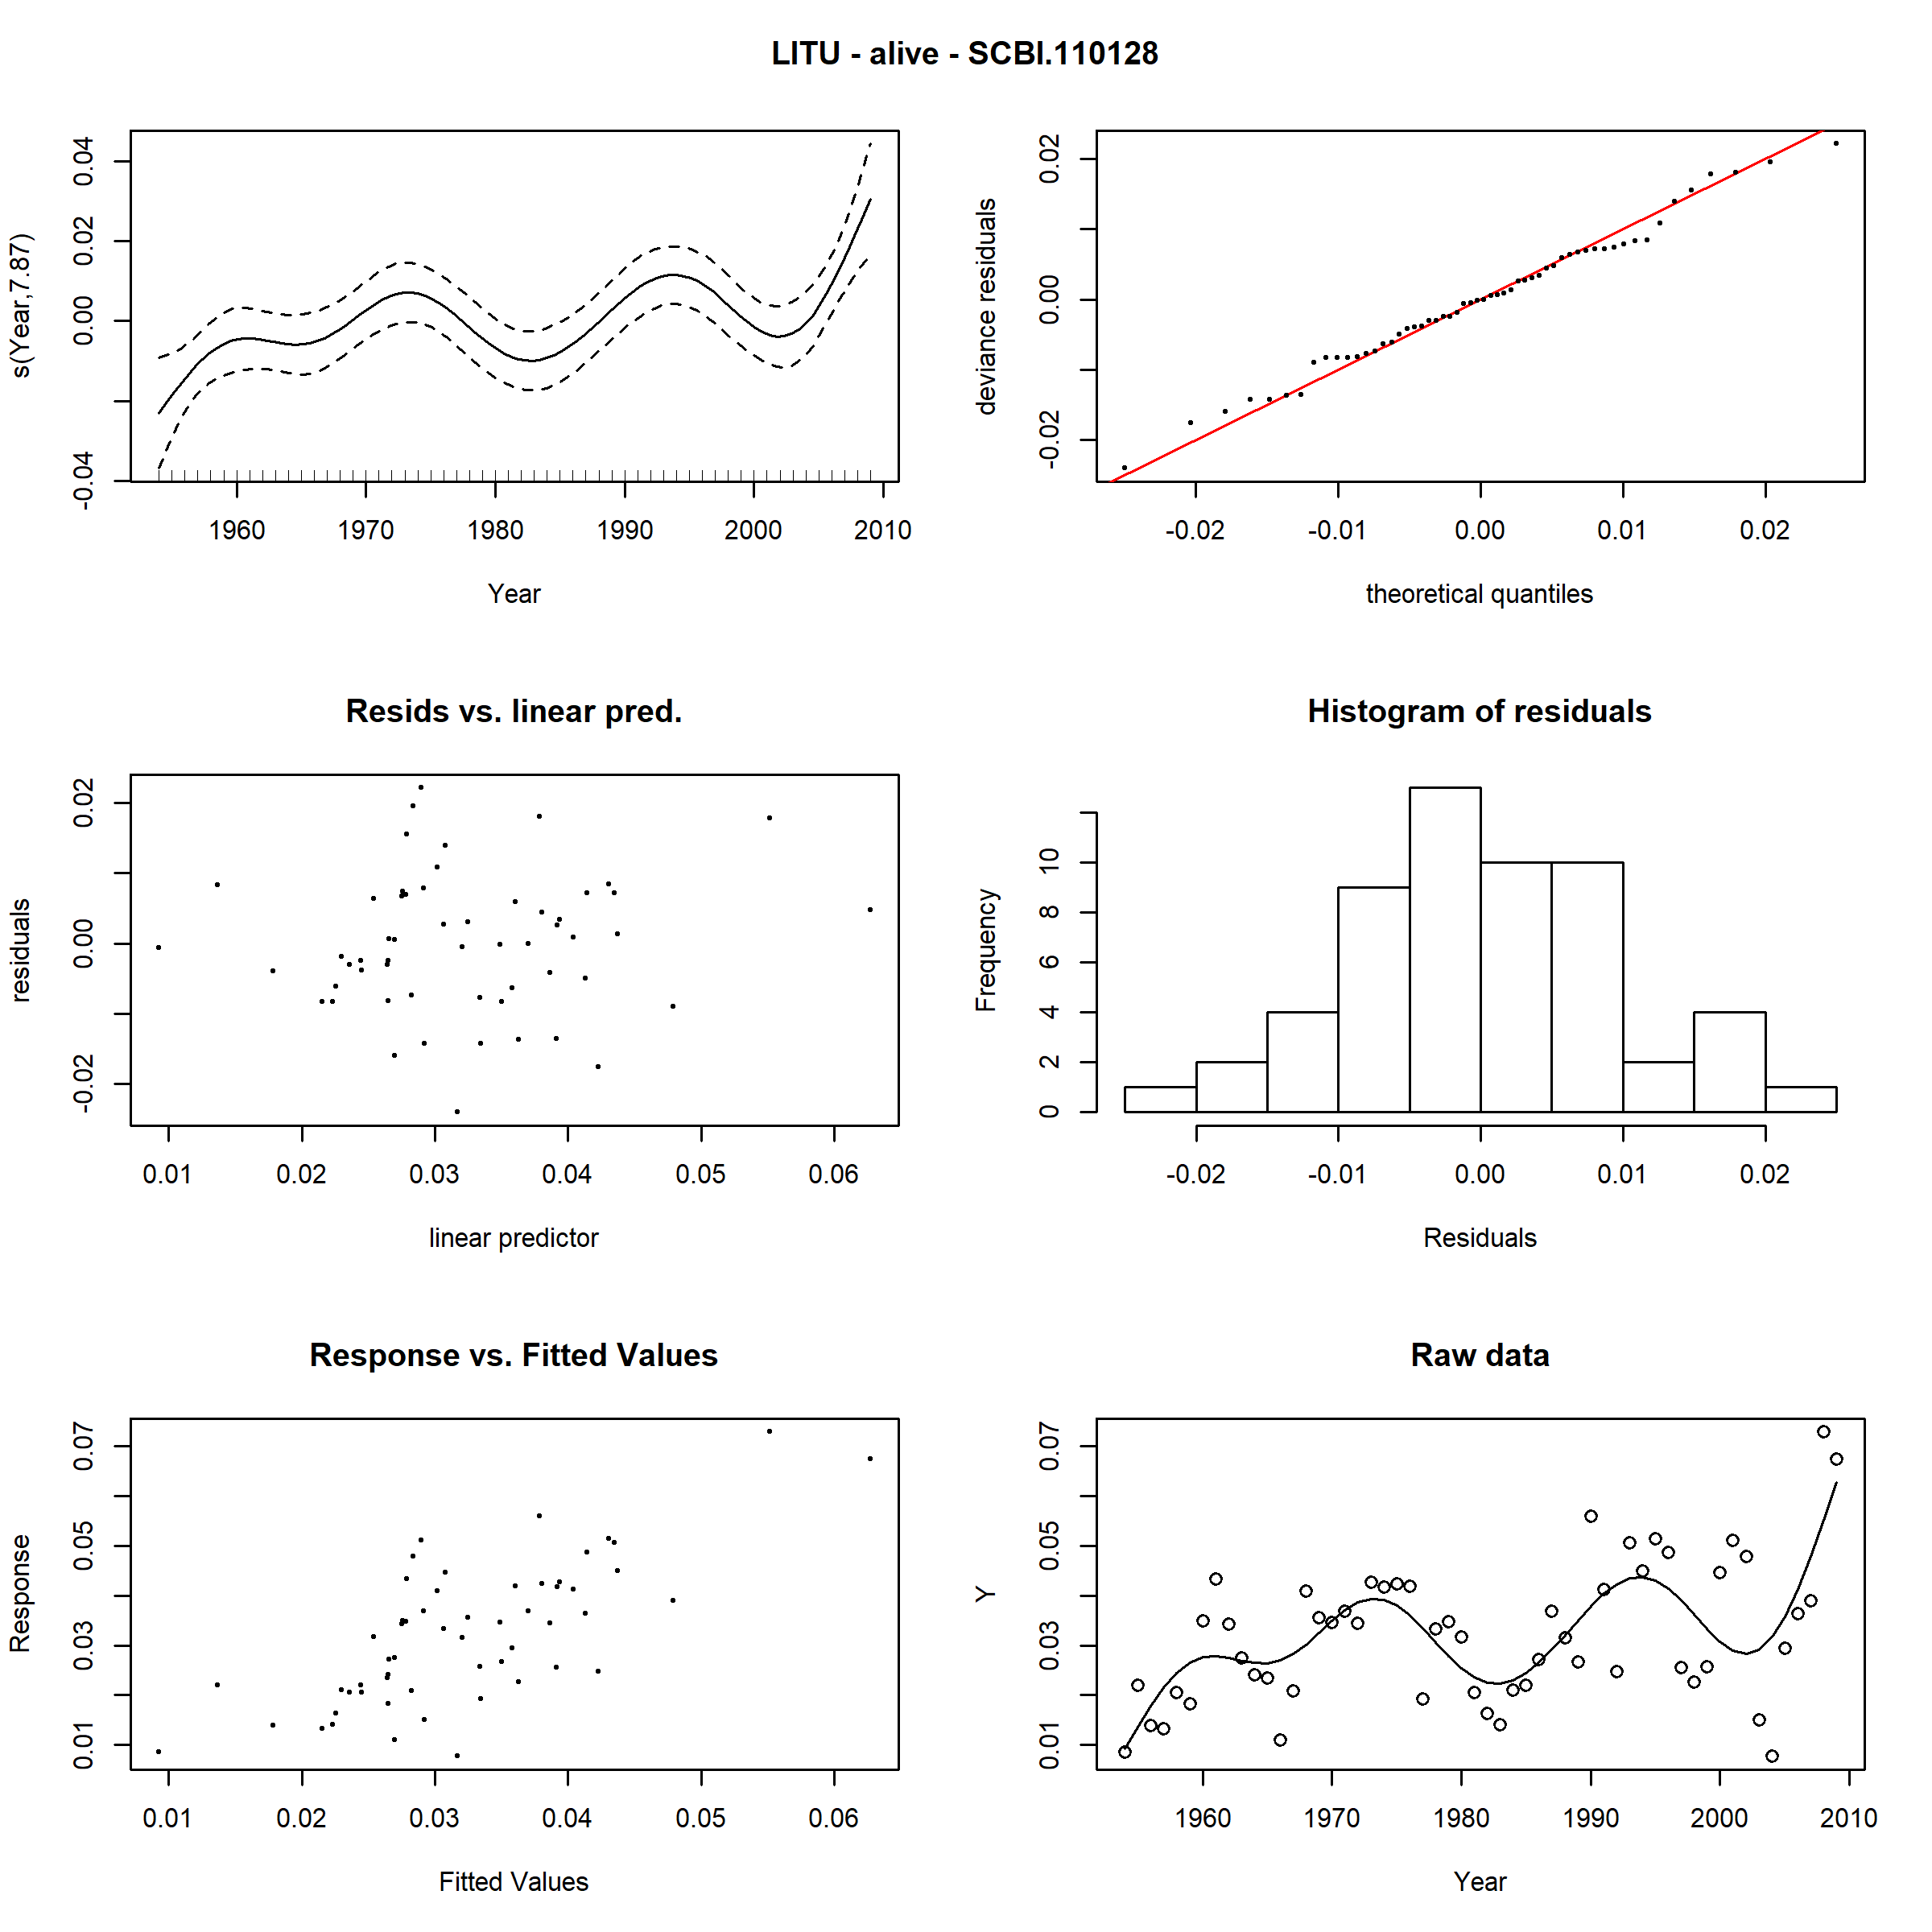 LITU - alive - SCBI.110128
s(Year,7.87)
-0.04 0.00 0.02 0.04
1960 1970 1980 1990 2000 2010
Year
deviance residuals
-0.02 0.00 0.02
-0.02 -0.01 0.00 0.01 0.02
theoretical quantiles
Resids vs. linear pred.
residuals
-0.02 0.00 0.02
0.01 0.02 0.03 0.04 0.05 0.06
linear predictor
Histogram of residuals
Frequency
0 2 4 6 8 10
-0.02 -0.01 0.00 0.01 0.02
Residuals
Response vs. Fitted Values
Response
0.01 0.03 0.05 0.07
0.01 0.02 0.03 0.04 0.05 0.06
Fitted Values
Raw data
Y
0.01 0.03 0.05 0.07
1960 1970 1980 1990 2000 2010
Year